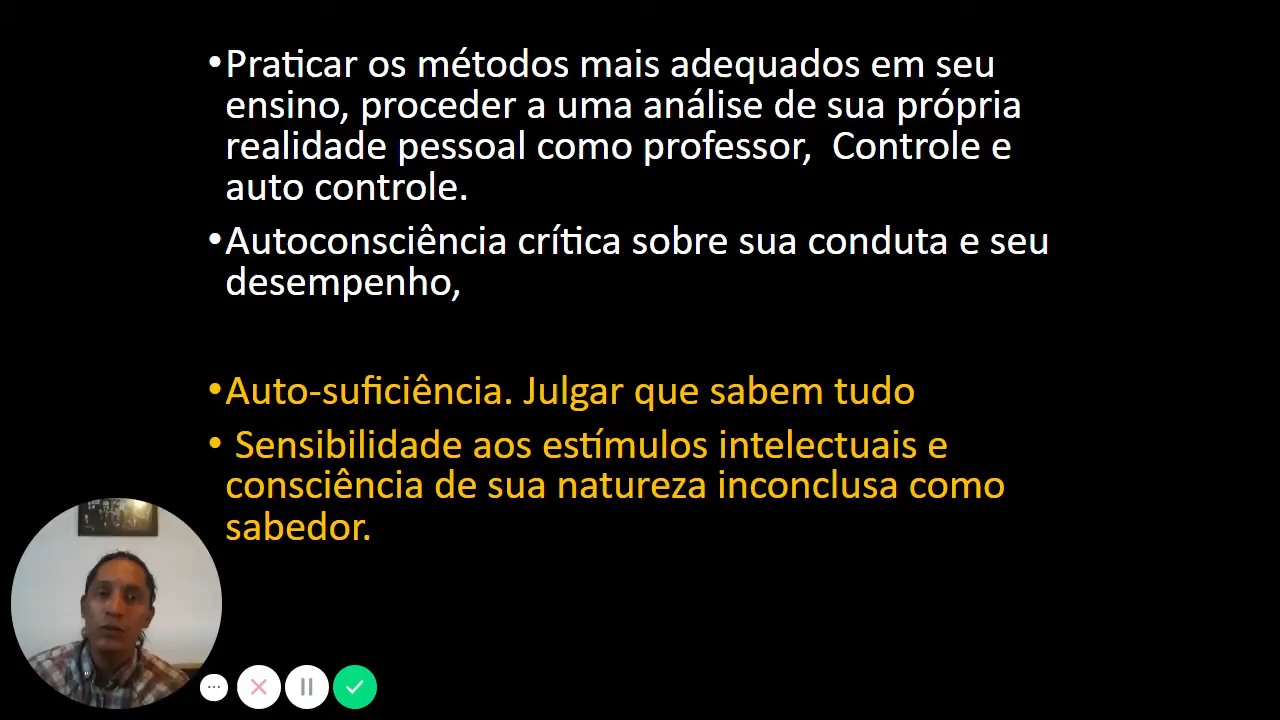 •Praticar os métodos mais adequados em seu
ensino, proceder a uma análise de sua própria
realidade pessoal como professor,  Controle e
auto controle.
•Autoconsciência crítica sobre sua conduta e seu
desempenho,
•Auto-suficiência. Julgar que sabem tudo
• Sensibilidade aos estímulos intelectuais e
consciência de sua natureza inconclusa como
sabedor.